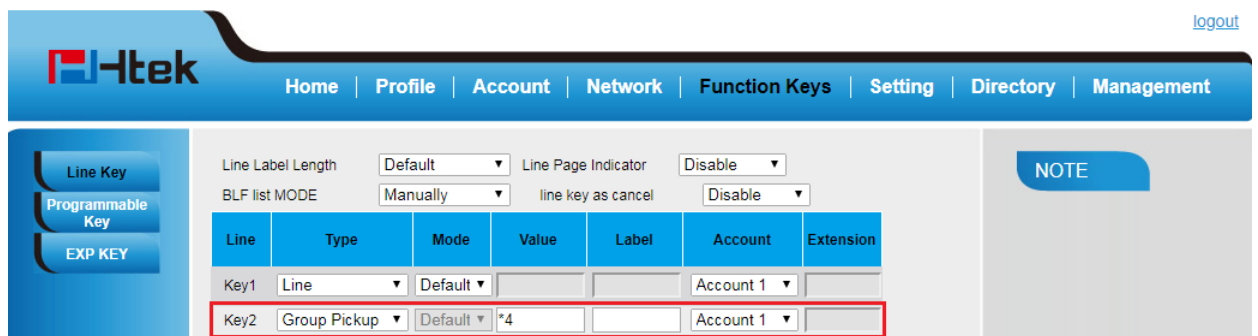 logout
Htek
Home | Profile | Account | Network | Function Keys | Setting | Directory | Management
Line Key
Programmable
Key
EXP KEY
Line Label Length Default Line Page Indicator Disable
BLF list MODE Manually line key as cancel Disable
Line Type Mode Value Label Account Extension
Key1 Line Default Account 1
Key2 Group Pickup Default *4 Account 1
NOTE